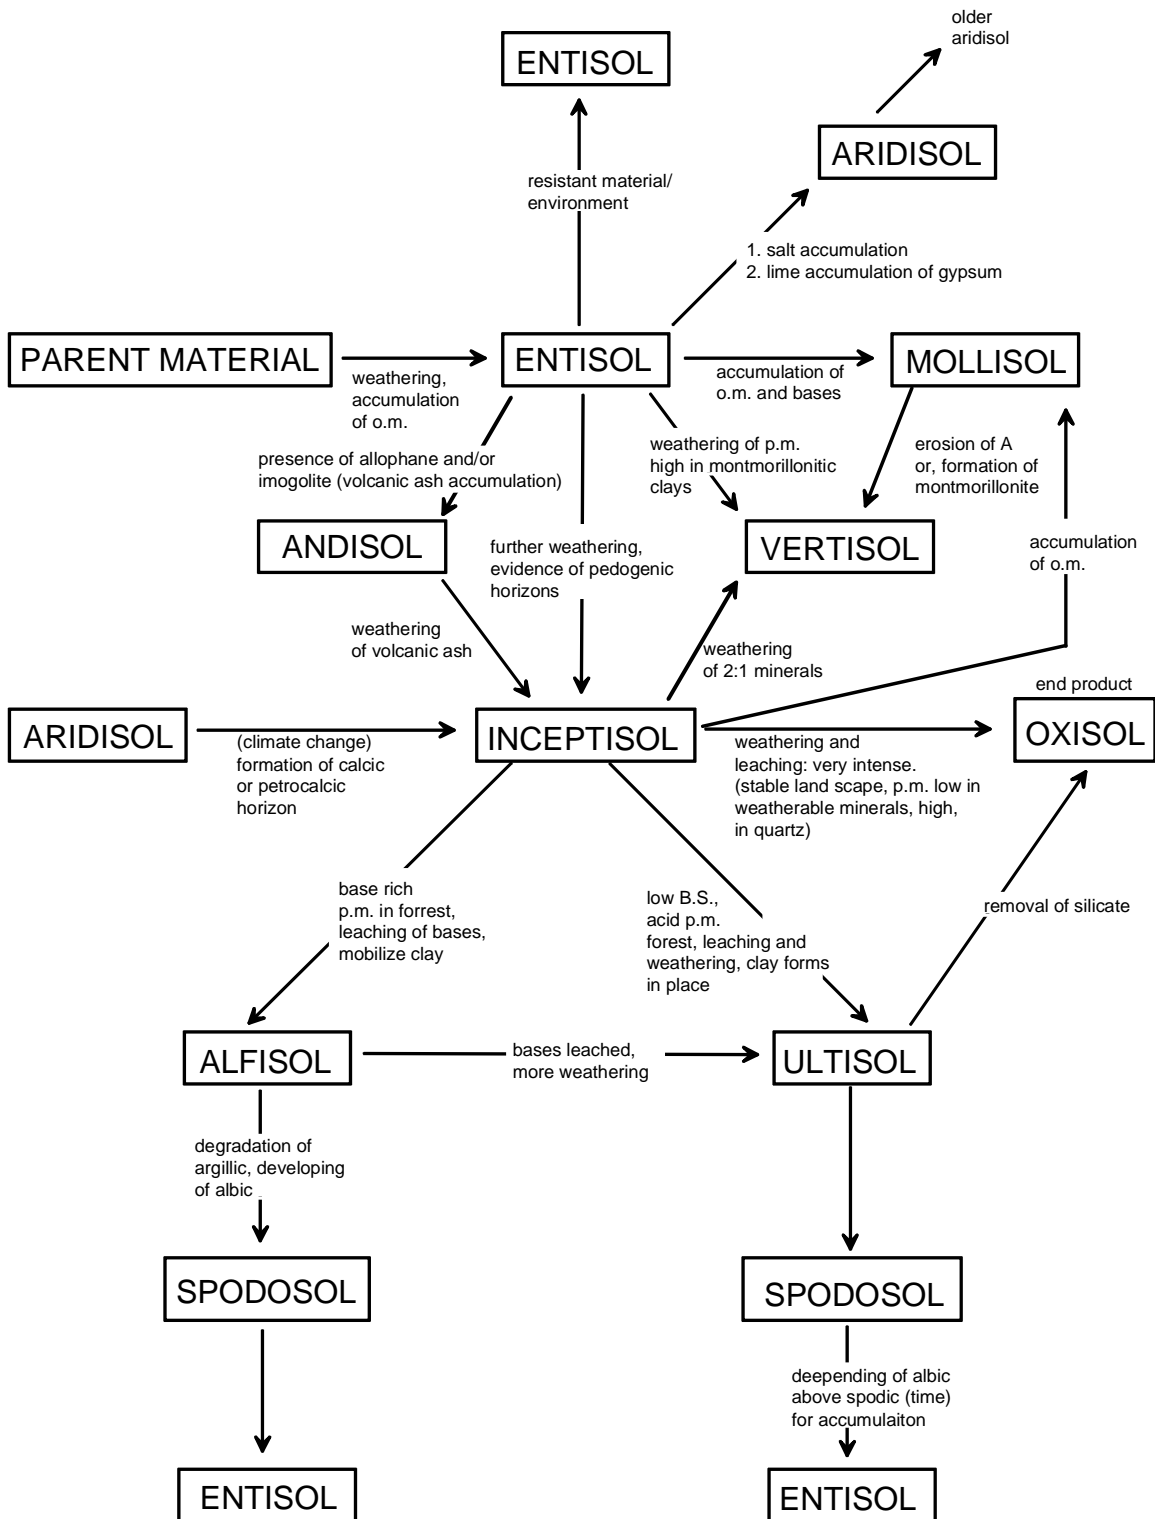 older
aridisol
ENTISOL
ARIDISOL
resistant material/
environment
1. salt accumulation
2. lime accumulation of gypsum
PARENT MATERIAL
ENTISOL
MOLLISOL
weathering,
accumulation
of o.m.
accumulation of
o.m. and bases
presence of allophane and/or
imogolite (volcanic ash accumulation)
weathering of p.m.
high in montmorillonitic
clays
erosion of A
or, formation of
montmorillonite
ANDISOL
VERTISOL
further weathering,
evidence of pedogenic
horizons
accumulation
of o.m.
weathering
of volcanic ash
weathering
of 2:1 minerals
end product
ARIDISOL
INCEPTISOL
OXISOL
(climate change)
formation of calcic
or petrocalcic
horizon
weathering and
leaching: very intense.
(stable land scape, p.m. low in
weatherable minerals, high,
in quartz)
base rich
p.m. in forrest,
leaching of bases,
mobilize clay
low B.S.,
acid p.m.
forest, leaching and
weathering, clay forms
in place
removal of silicate
ALFISOL
bases leached,
more weathering
ULTISOL
degradation of
argillic, developing
of albic
SPODOSOL
SPODOSOL
deepending of albic
above spodic (time)
for accumulaiton
ENTISOL
ENTISOL